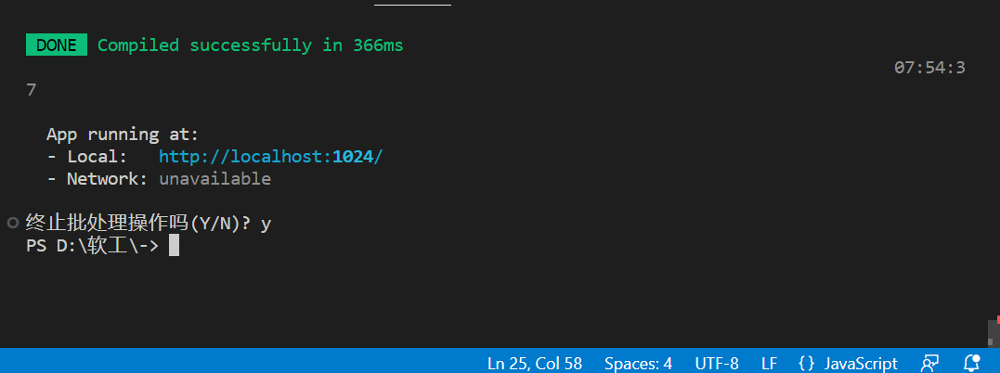 DONE Compiled successfully in 366ms
07:54:3
7
App running at:
- Local: http://localhost:1024/
- Network: unavailable
终止批处理操作吗(Y/N)? y
PS D:\软工\->
Ln 25, Col 58 Spaces: 4 UTF-8 LF {} JavaScript